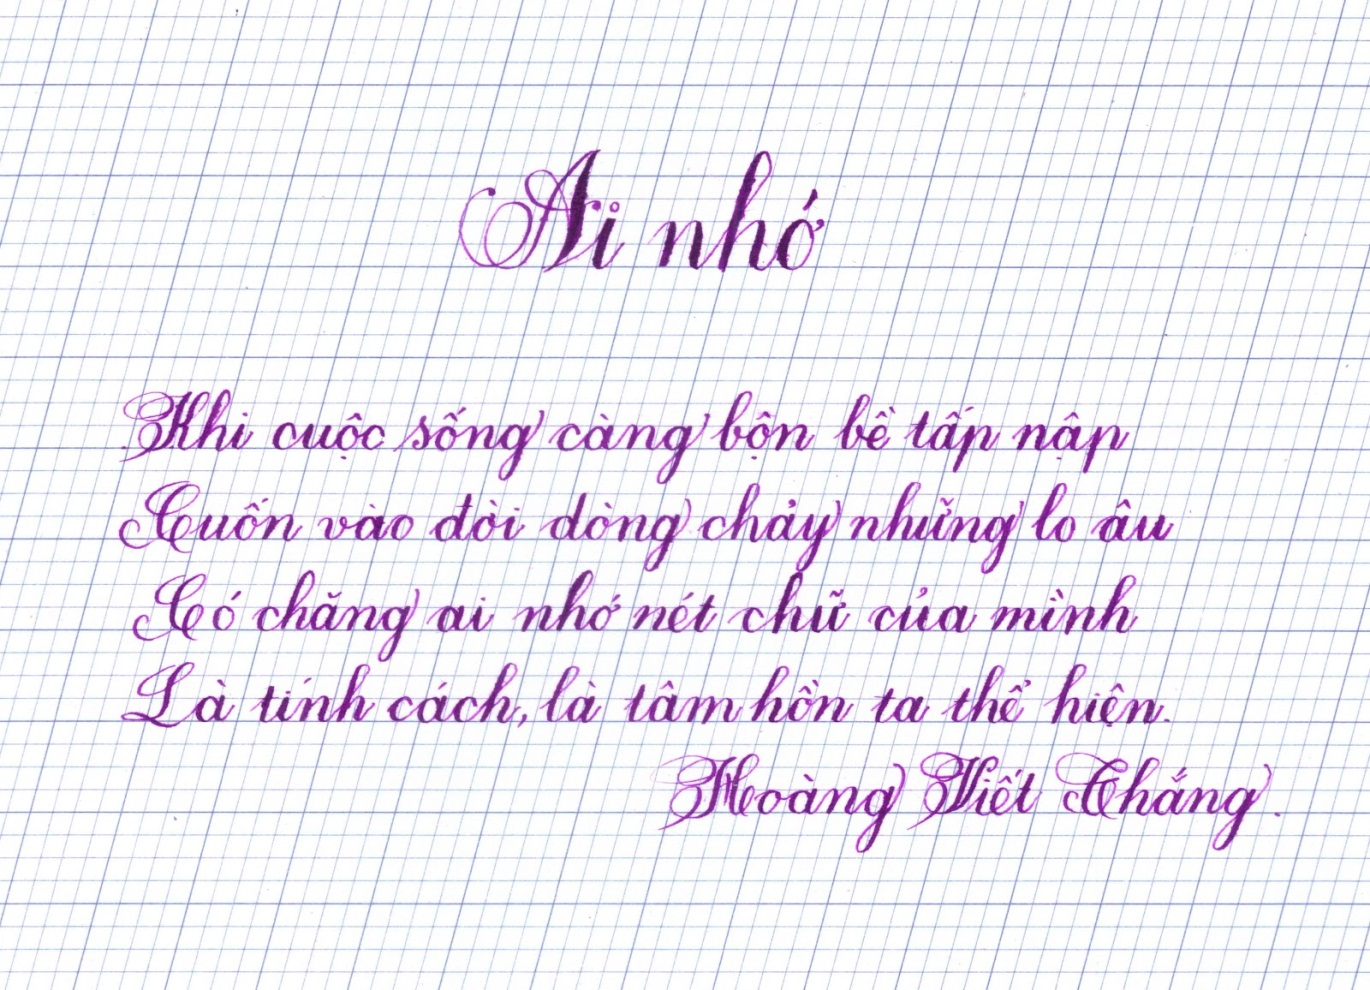 Ai nhớ
Khi cuộc sống càng bộn bề tấp nập
Cuốn vào đời dòng chảy những lo âu
Có chăng ai nhớ nét chữ của mình
Là tính cách, là tâm hồn ta thể hiện.
Hoàng Viết Thắng.